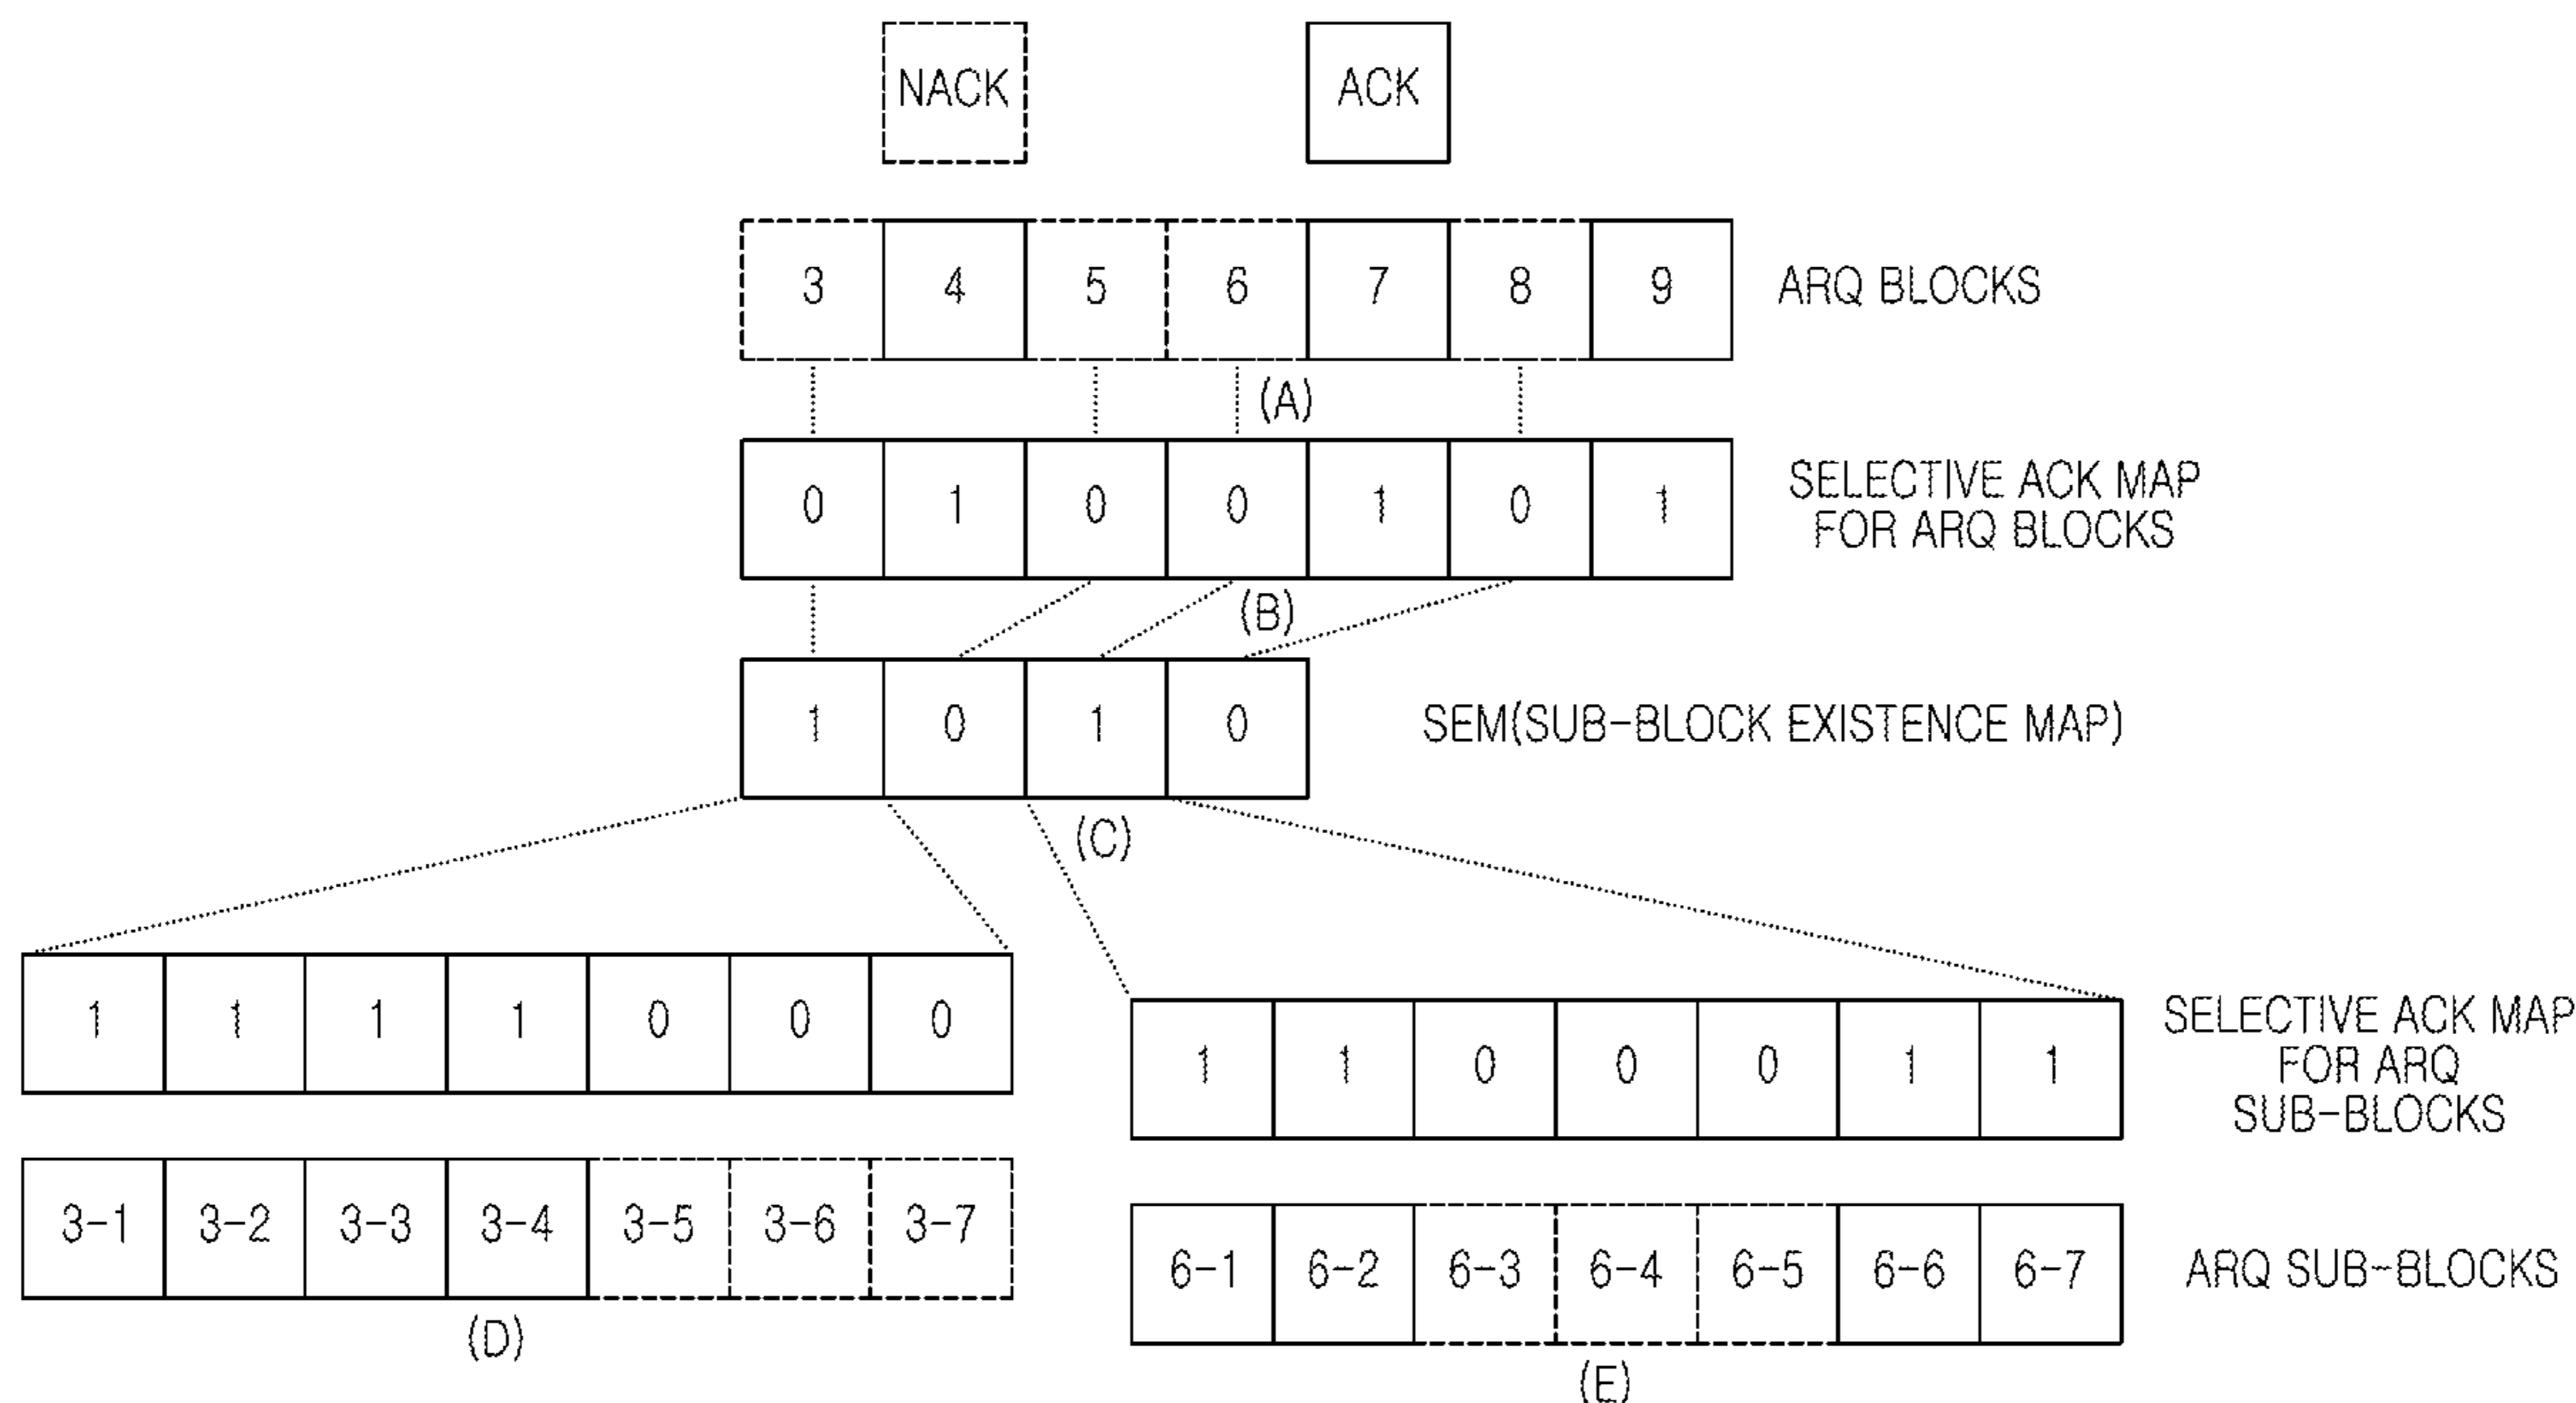 NACK ACK
3 4 5 6 7 8 9 ARQ BLOCKS
(A)
0 1 0 0 1 0 1 SELECTIVE ACK MAP
FOR ARQ BLOCKS
(B)
1 0 1 0 SEM(SUB-BLOCK EXISTENCE MAP)
(C)
1 1 1 1 0 0 0
1 1 0 0 0 1 1
SELECTIVE ACK MAP
FOR ARQ
SUB-BLOCKS
3-1 3-2 3-3 3-4 3-5 3-6 3-7
6-1 6-2 6-3 6-4 6-5 6-6 6-7 ARQ SUB-BLOCKS
(D)
(E)